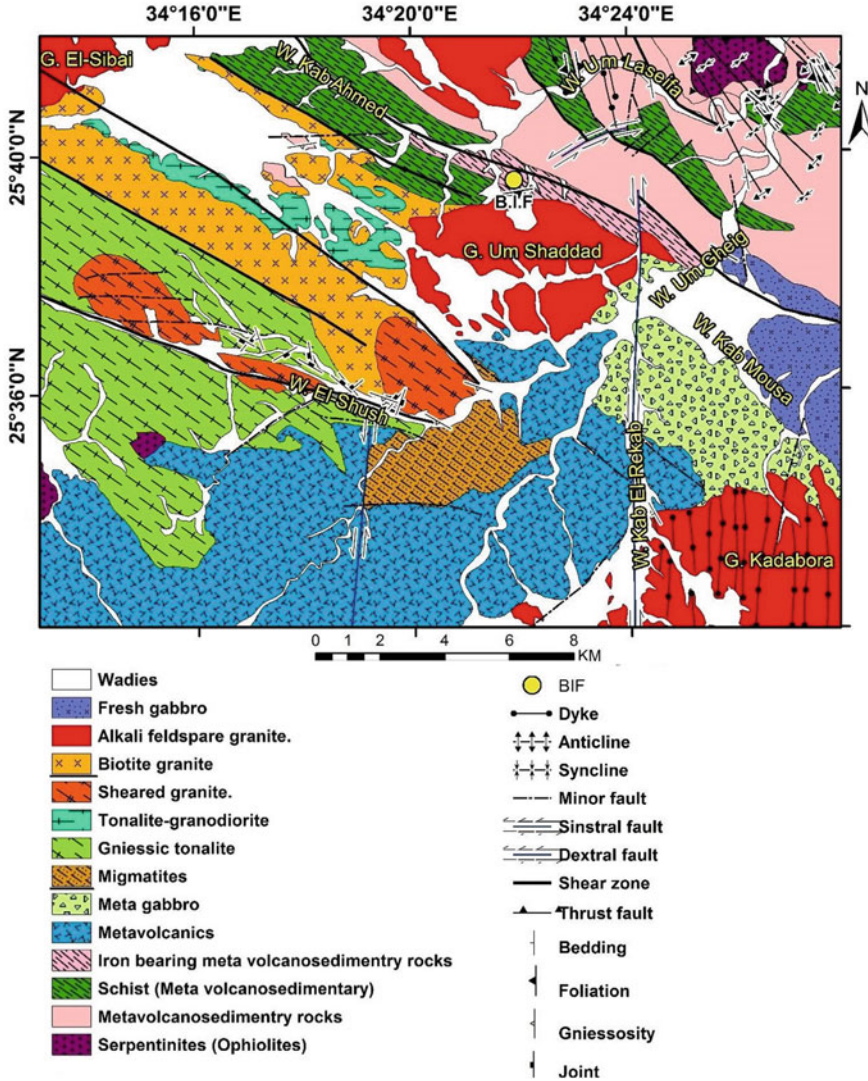 34°16'0"E
34°20'0"E
34°24'0"E
G. El-Sibai
W. Kab Ahmed
W. Um Laseifa
N
25°40'0"N
B.I.F
G. Um Shaddad
W. Um Gheig
W. Kab Mousa
25°36'0"N
W. El-Shush
W. Kab El-Rekab
G. Kadabora
0 1 2 4 6 8
KM
Wadies
Fresh gabbro
Alkali feldspare granite.
Biotite granite
Sheared granite.
Tonalite-granodiorite
Gniessic tonalite
Migmatites
Meta gabbro
Metavolcanics
Iron bearing meta volcanosedimentry rocks
Schist (Meta volcanosedimentary)
Metavolcanosedimentry rocks
Serpentinites (Ophiolites)
BIF
Dyke
Anticline
Syncline
Minor fault
Sinstral fault
Dextral fault
Shear zone
Thrust fault
Bedding
Foliation
Gniessosity
Joint